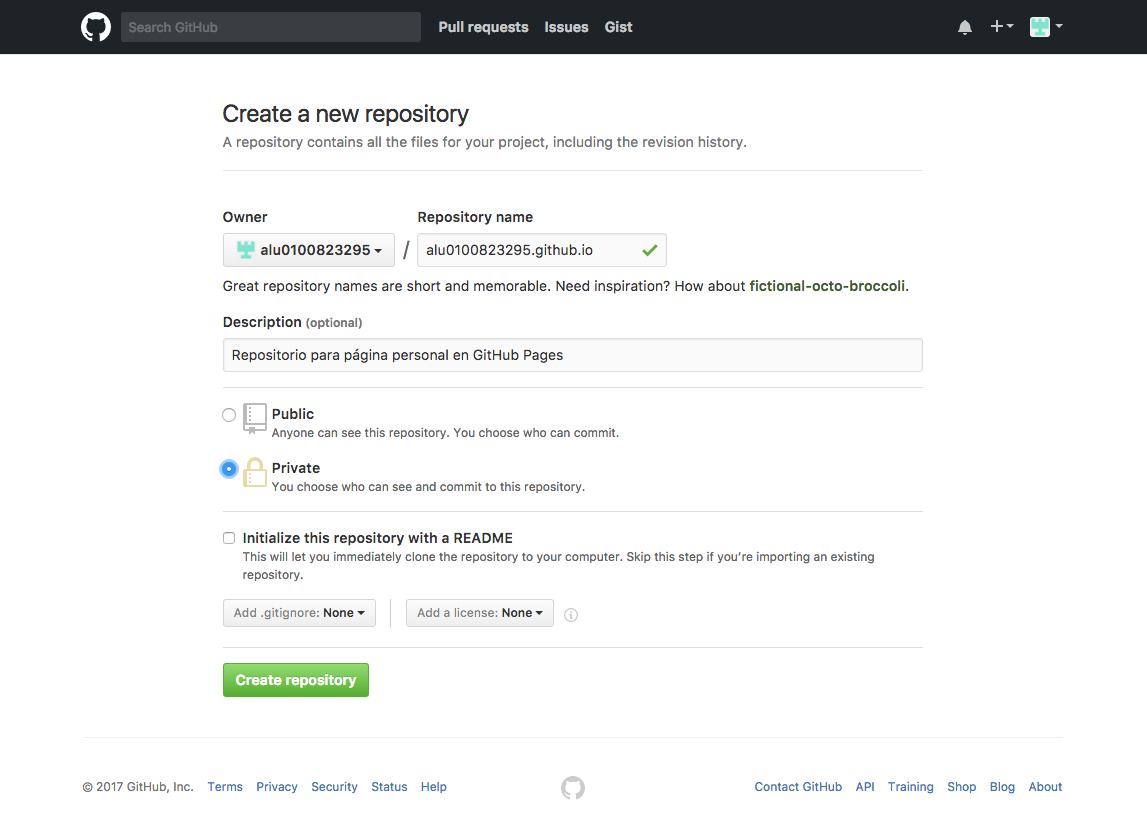 Search GitHub Pull requests Issues Gist
Create a new repository
A repository contains all the files for your project, including the revision history.
Owner Repository name
alu0100823295 / alu0100823295.github.io
Great repository names are short and memorable. Need inspiration? How about fictional-octo-broccoli.
Description (optional)
Repositorio para página personal en GitHub Pages
Public
Anyone can see this repository. You choose who can commit.
Private
You choose who can see and commit to this repository.
Initialize this repository with a README
This will let you immediately clone the repository to your computer. Skip this step if you’re importing an existing
repository.
Add .gitignore: None Add a license: None
Create repository
© 2017 GitHub, Inc. Terms Privacy Security Status Help Contact GitHub API Training Shop Blog About